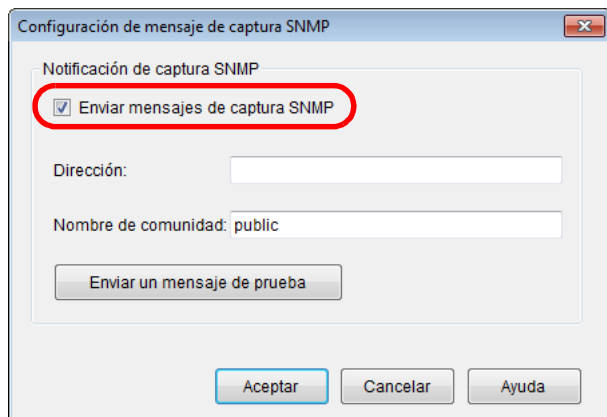 Configuración de mensaje de captura SNMP
Notificación de captura SNMP
Enviar mensajes de captura SNMP
Dirección:
Nombre de comunidad: public
Enviar un mensaje de prueba
Aceptar Cancelar Ayuda